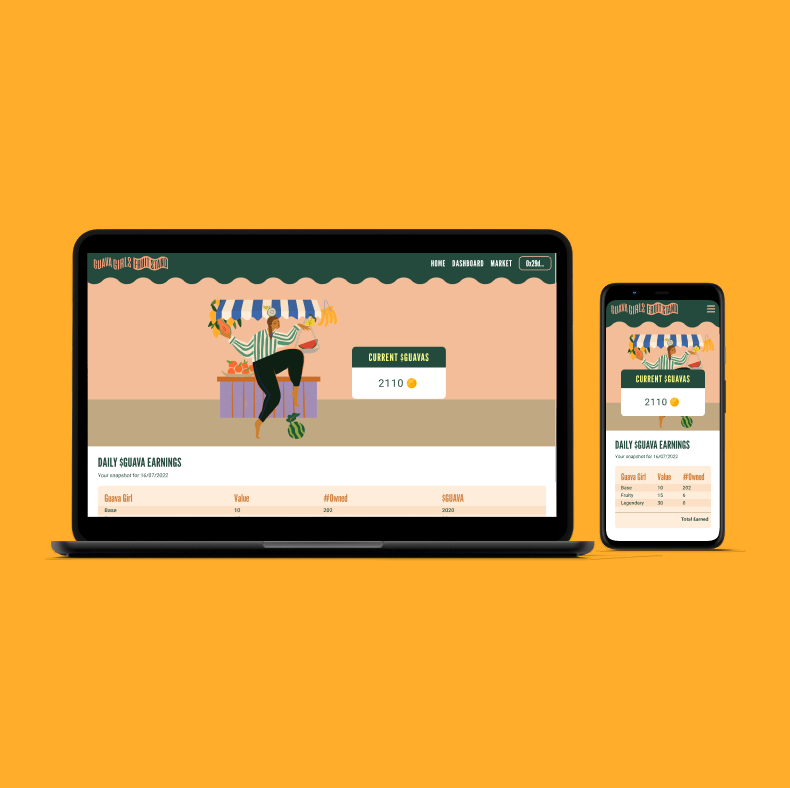 GUAVA GIRLS FRUIT STAND
HOME DASHBOARD MARKET 0x29d...
CURRENT $GUAVAS
2110
DAILY $GUAVA EARNINGS
Your snapshot for 16/07/2022
Guava Girl Value #Owned $GUAVA
Base 10 202 2020
GUAVA GIRLS FRUIT STAND
CURRENT $GUAVAS
2110
DAILY $GUAVA EARNINGS
Your snapshot for 16/07/2022
Guava Girl Value #Owned
Base 10 202
Fruity 15 6
Legendery 30 0
Total Earned